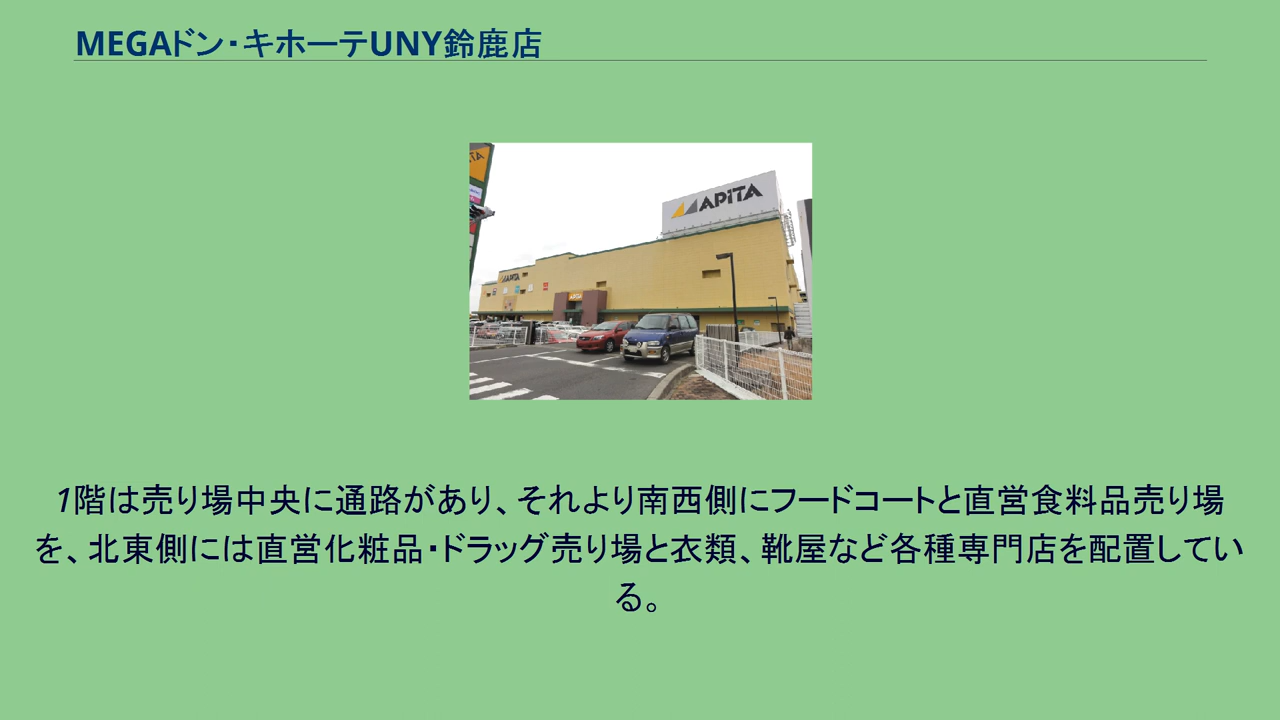 MEGAドン・キホーテUNY鈴鹿店
APiTA
APiTA
1階は売り場中央に通路があり、それより南西側にフードコートと直営食料品売り場
を、北東側には直営化粧品・ドラッグ売り場と衣類、靴屋など各種専門店を配置してい
る。